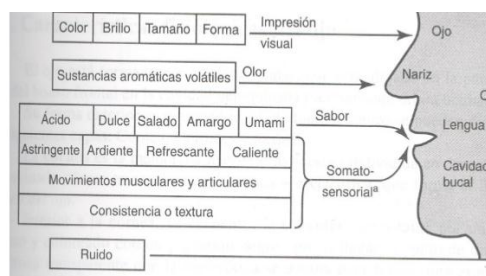 Color Brillo Tamaño Forma
Impresión
visual
Ojo
Sustancias aromáticas volátiles
Olor
Nariz
Ácido Dulce Salado Amargo Umami
Sabor
Lengua
Astringente Ardiente Refrescante Caliente
Movimientos musculares y articulares
Consistencia o textura
Somato-
sensorialª
Cavidad
bucal
Ruido